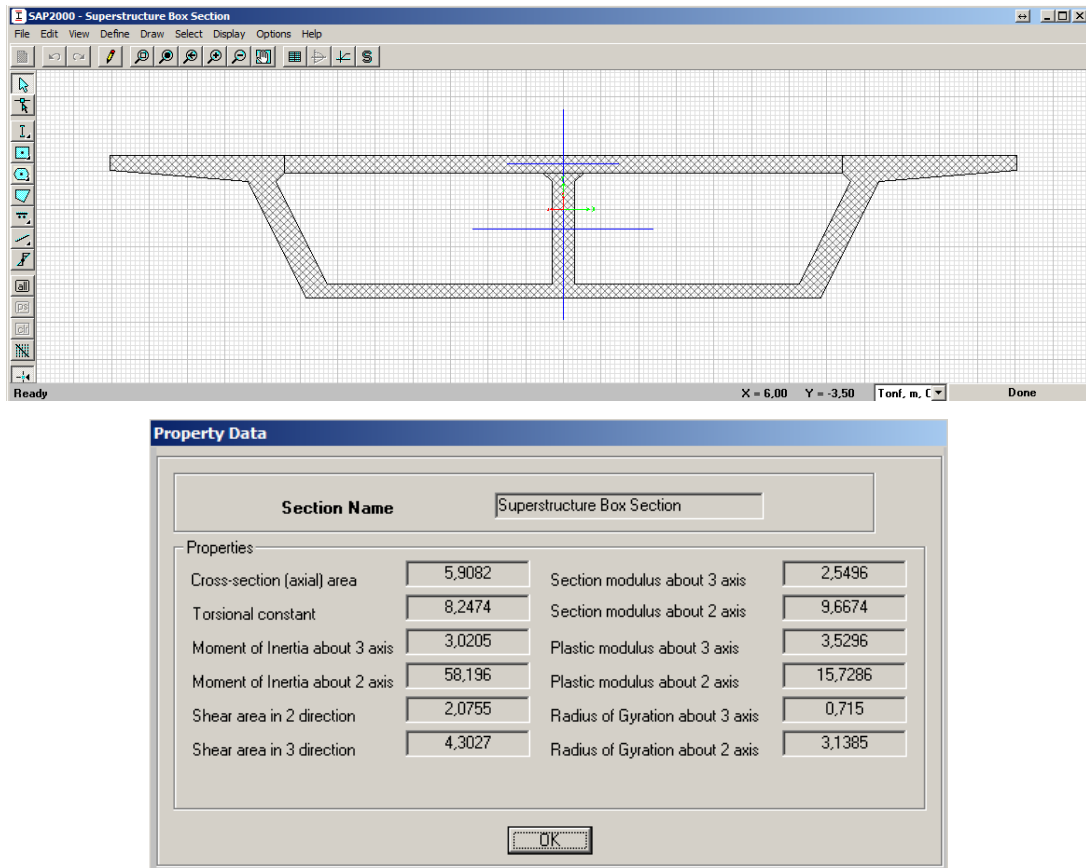 SAP2000 - Superstructure Box Section
File Edit View Define Draw Select Display Options Help
S
all
ps
clr
Ready X = 6,00 Y = -3,50 Tonf, m, C Done
Property Data
Section Name Superstructure Box Section
Properties
Cross-section (axial) area 5,9082 Section modulus about 3 axis 2,5496
Torsional constant 8,2474 Section modulus about 2 axis 9,6674
Moment of Inertia about 3 axis 3,0205 Plastic modulus about 3 axis 3,5296
Moment of Inertia about 2 axis 58,196 Plastic modulus about 2 axis 15,7286
Shear area in 2 direction 2,0755 Radius of Gyration about 3 axis 0,715
Shear area in 3 direction 4,3027 Radius of Gyration about 2 axis 3,1385
OK